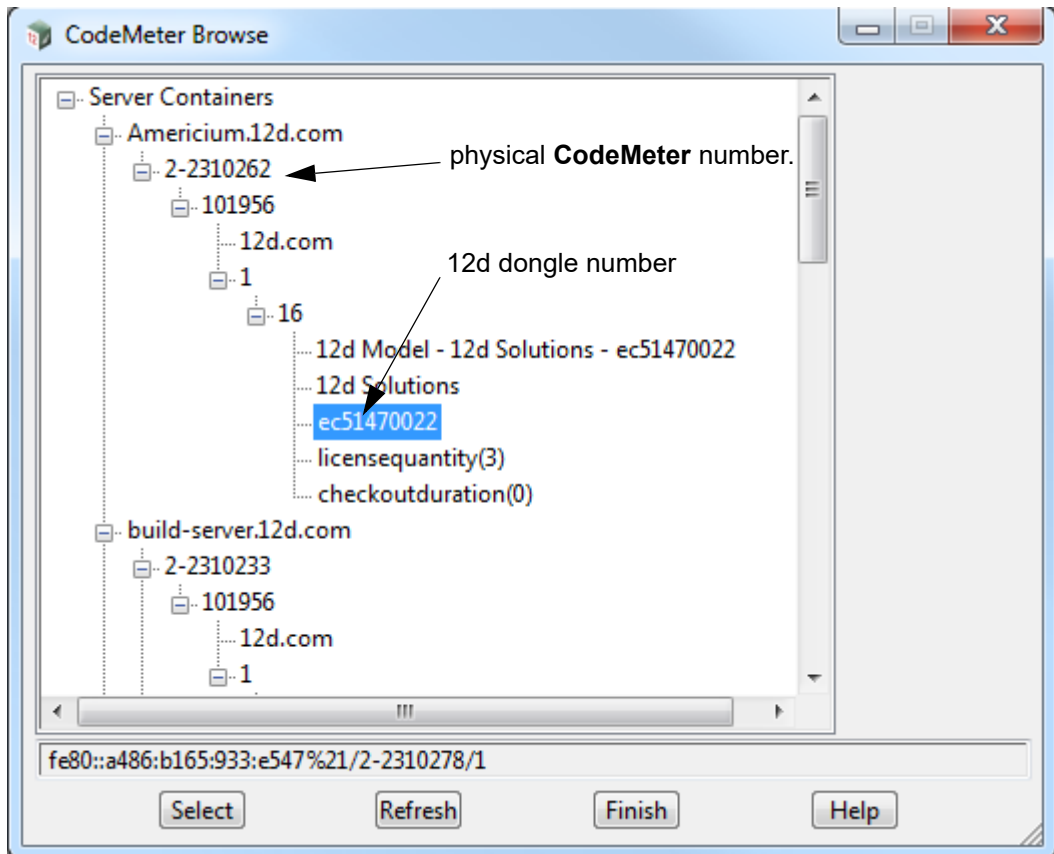 CodeMeter Browse
Server Containers
Americium.12d.com
2-2310262
physical CodeMeter number.
101956
12d.com
12d dongle number
1
16
12d Model - 12d Solutions - ec51470022
12d Solutions
ec51470022
licensequantity(3)
checkoutduration(0)
build-server.12d.com
2-2310233
101956
12d.com
1
fe80::a486:b165:933:e547%21/2-2310278/1
Select Refresh Finish Help